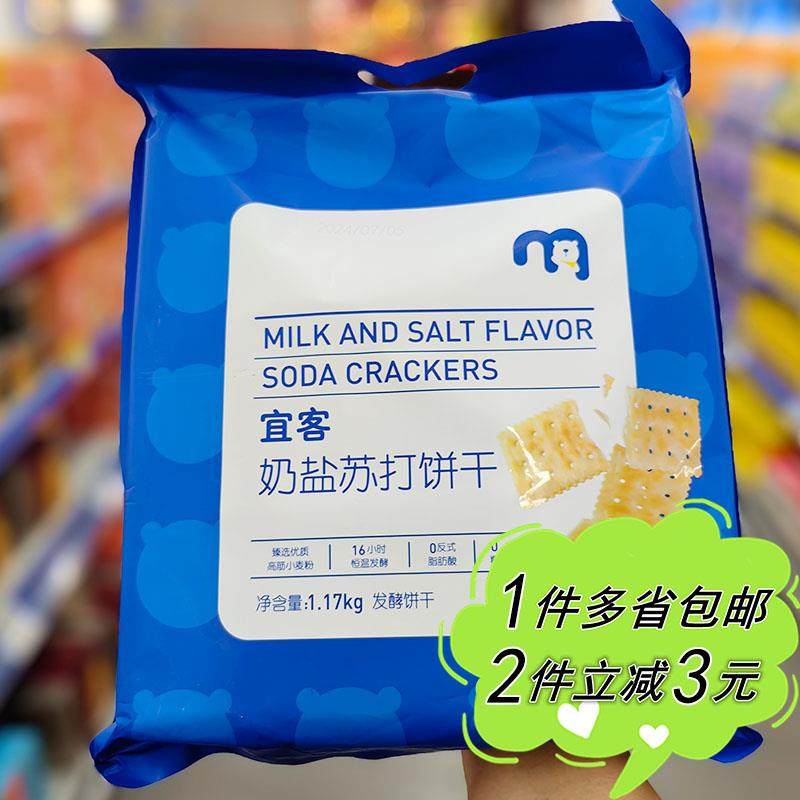 2024/07/05
m
MILK AND SALT FLAVOR
SODA CRACKERS
宜客
奶盐苏打饼干
臻选优质
高筋小麦粉
16小时
恒温发酵
0反式
脂肪酸
净含量:1.17kg 发酵饼干
1件多省包邮
2件立减3元